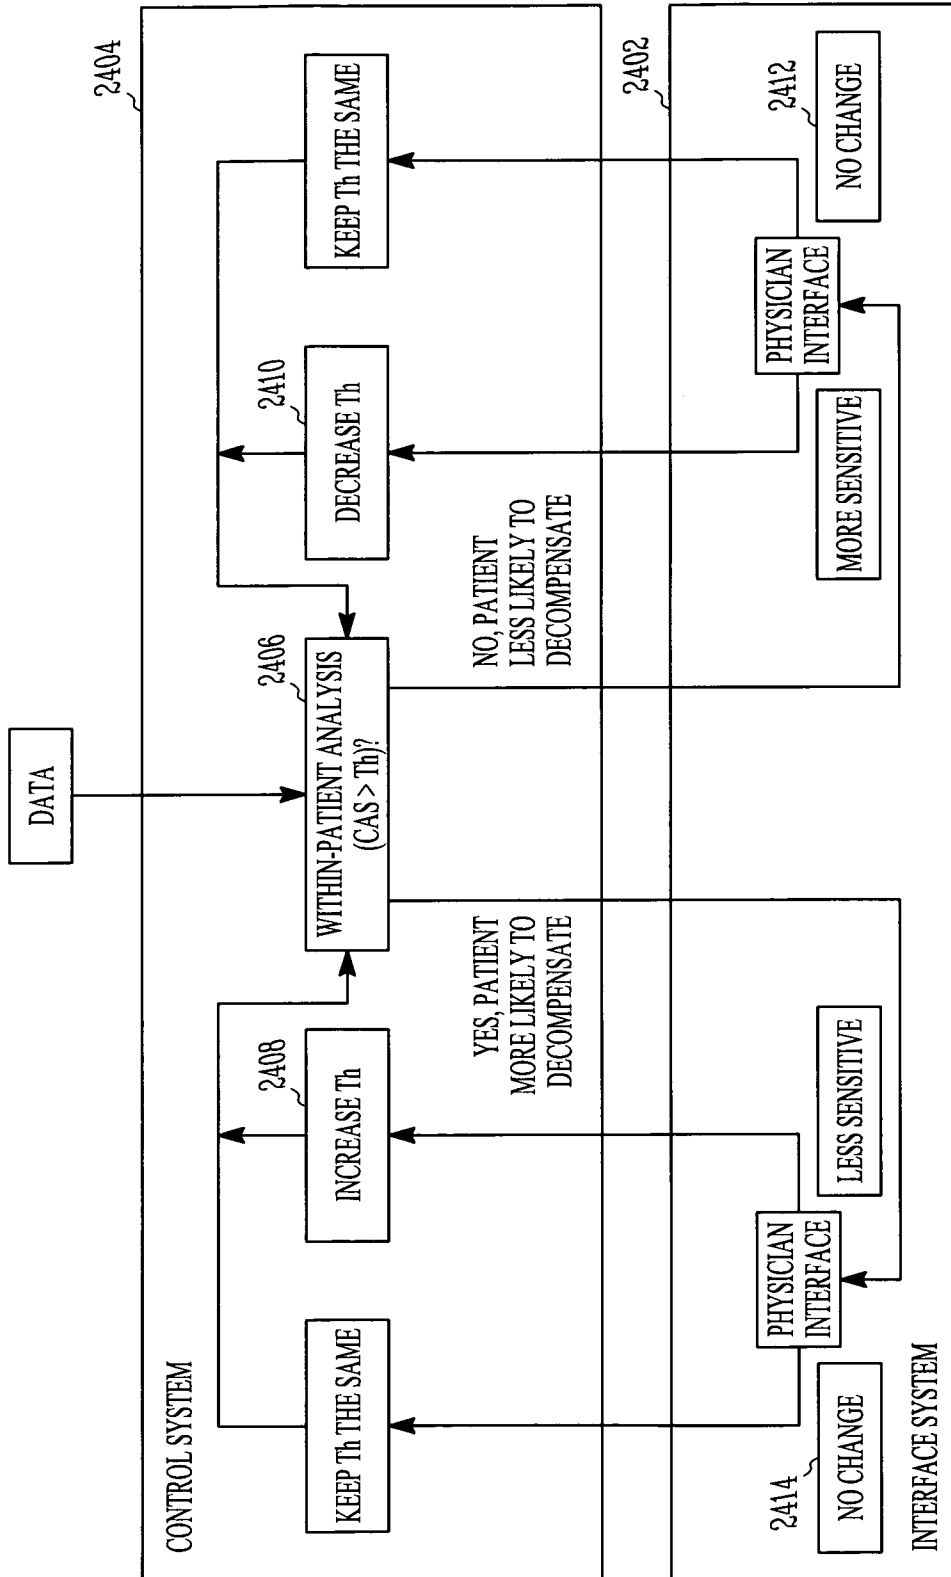 DATA
2404
CONTROL SYSTEM
KEEP Th THE SAME
2408
INCREASE Th
2406
WITHIN-PATIENT ANALYSIS
(CAS > Th)?
2410
DECREASE Th
KEEP Th THE SAME
YES, PATIENT
MORE LIKELY TO
DECOMPENSATE
NO, PATIENT
LESS LIKELY TO
DECOMPENSATE
2402
2414
NO CHANGE
PHYSICIAN
INTERFACE
LESS SENSITIVE
MORE SENSITIVE
PHYSICIAN
INTERFACE
2412
NO CHANGE
INTERFACE SYSTEM